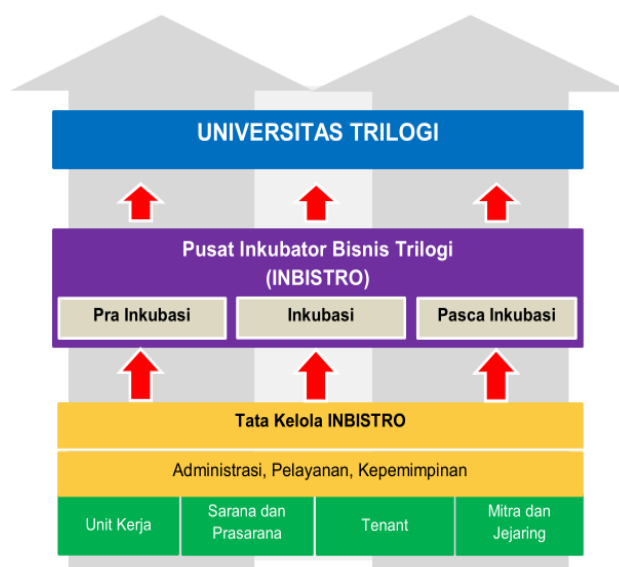 UNIVERSITAS TRILOGI
Pusat Inkubator Bisnis Trilogi
(INBISTRO)
Pra Inkubasi
Inkubasi
Pasca Inkubasi
Tata Kelola INBISTRO
Administrasi, Pelayanan, Kepemimpinan
Unit Kerja
Sarana dan
Prasarana
Tenant
Mitra dan
Jejaring